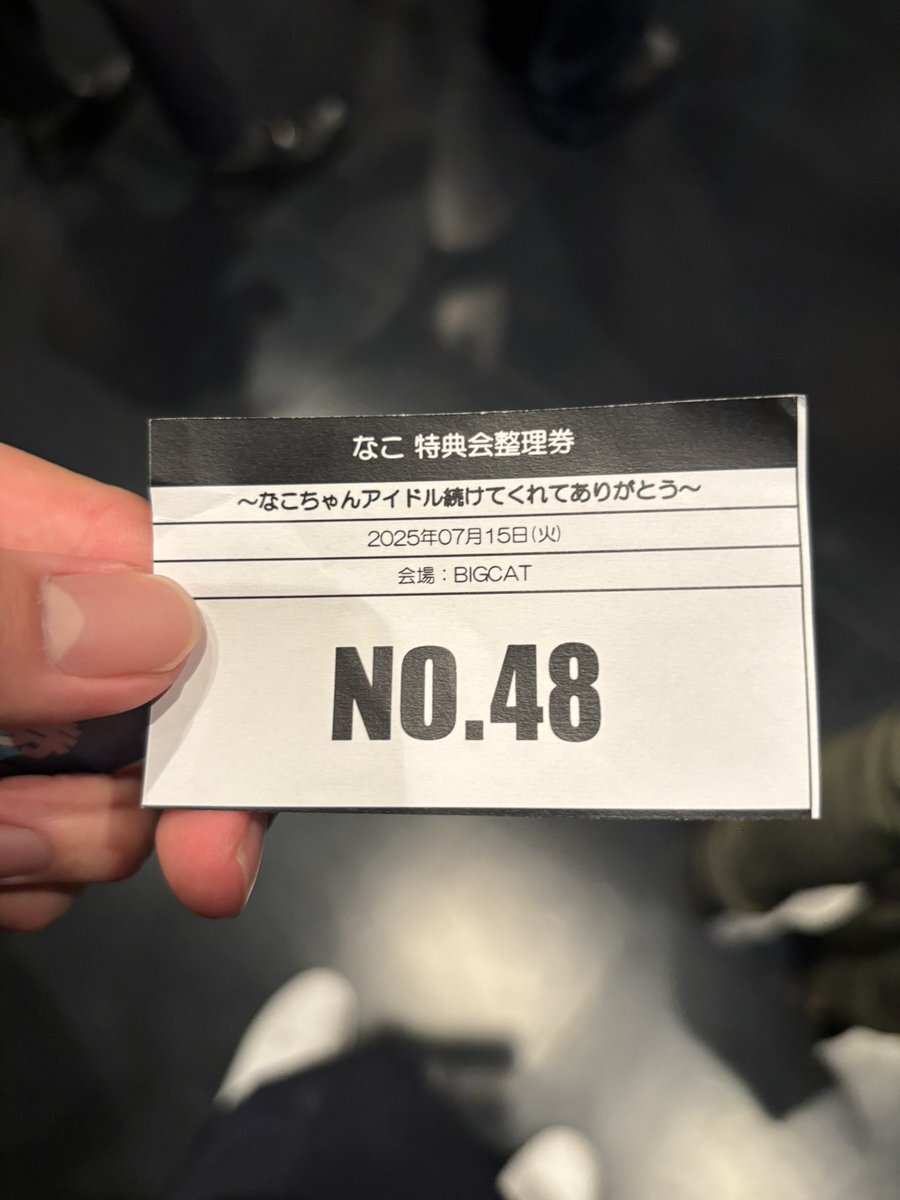 なこ 特典会整理券
〜なこちゃんアイドル続けてくれてありがとう〜
2025年07月15日(火)
会場：BIGCAT
NO.48